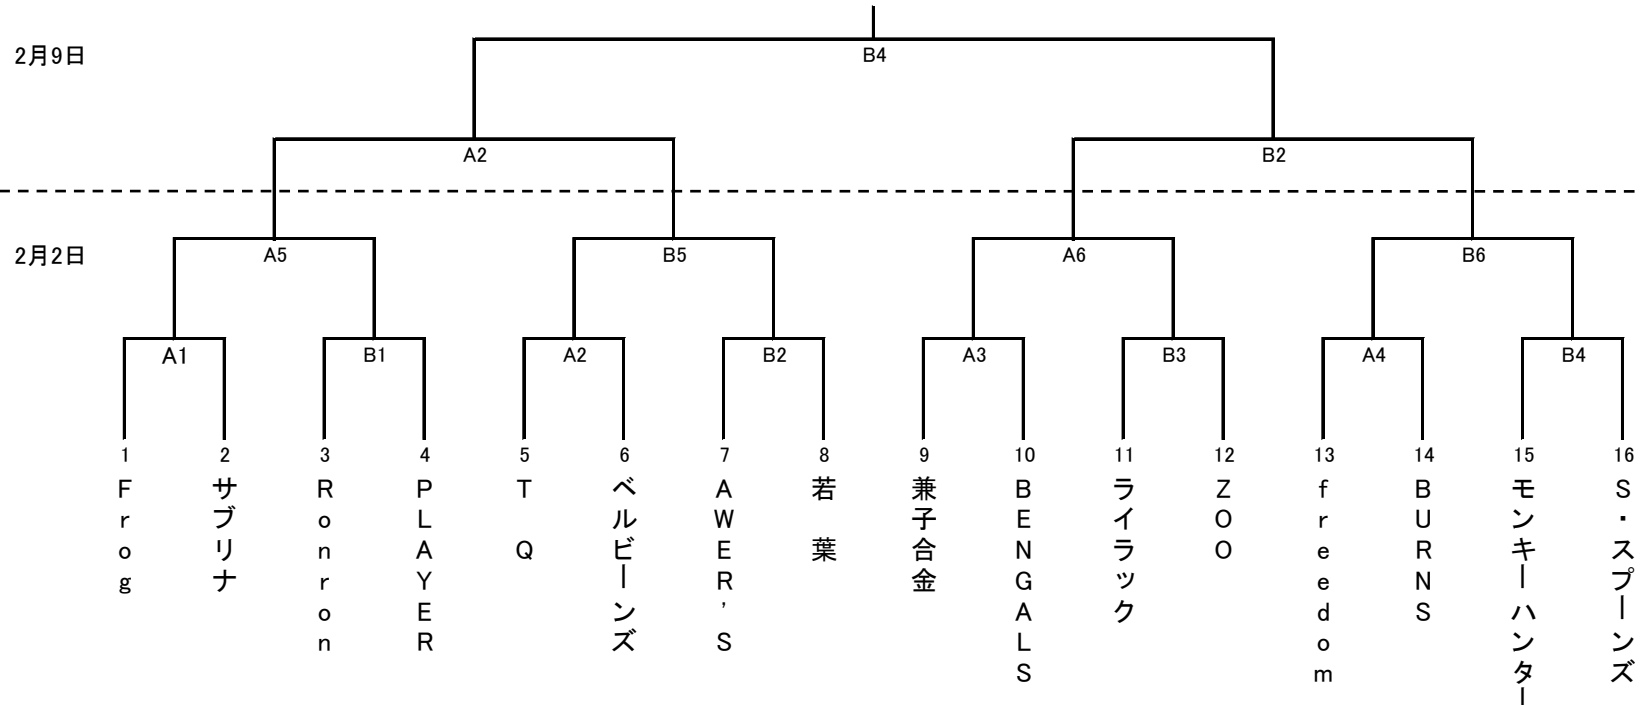 2月9日
B4
A2
B2
2月2日
A5
B5
A6
B6
A1
B1
A2
B2
A3
B3
A4
B4
1
2
3
4
5
6
7
8
9
10
11
12
13
14
15
16
Frog
サブリナ
Ronron
PLAYER
T Q
ベルビーンズ
AWER'S
若 葉
兼子合金
BENGALS
ライラック
ZOO
freedom
BURNS
モンキーハンター
S・スプーンズ